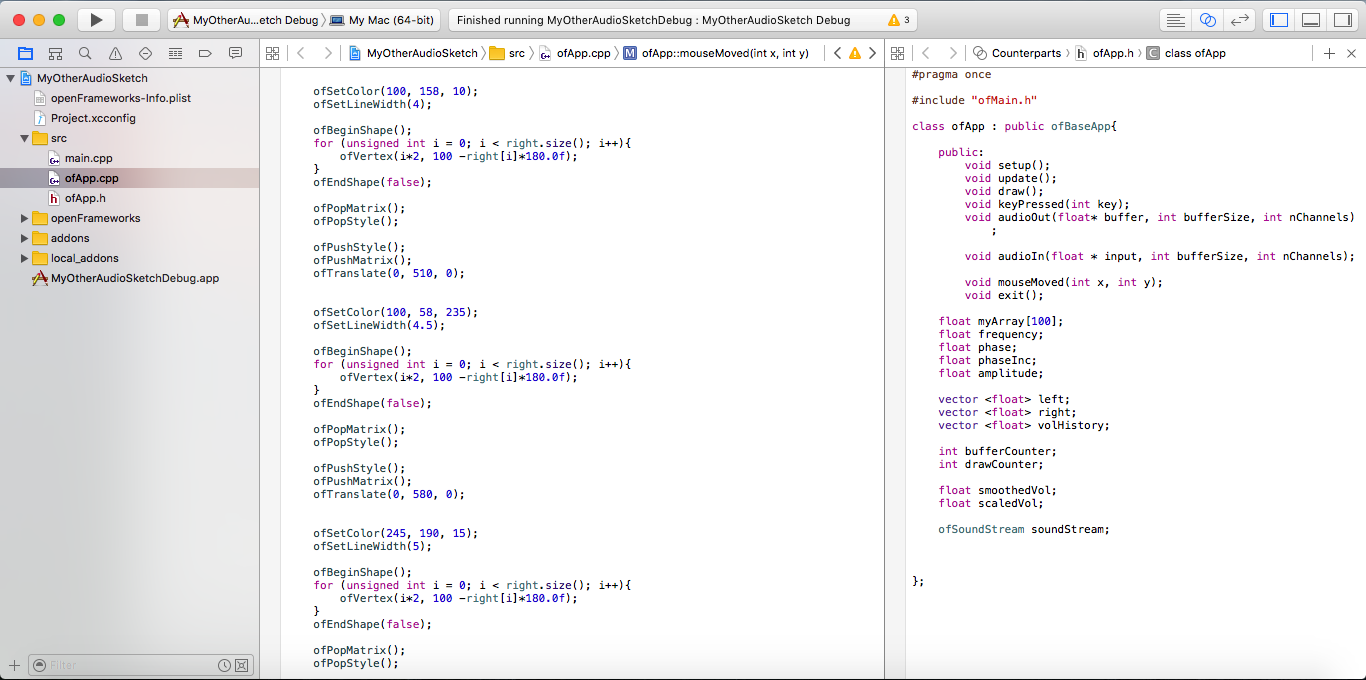 MyOtherAu...etch Debug
My Mac (64-bit)
Finished running MyOtherAudioSketchDebug : MyOtherAudioSketch Debug
3
MyOtherAudioSketch
src
ofApp.cpp
M ofApp::mouseMoved(int x, int y)
Counterparts
h ofApp.h
C class ofApp
MyOtherAudioSketch
openFrameworks-Info.plist
Project.xcconfig
src
main.cpp
ofApp.cpp
h ofApp.h
openFrameworks
addons
local_addons
MyOtherAudioSketchDebug.app
Filter
ofSetColor(100, 158, 10);
ofSetLineWidth(4);
ofBeginShape();
for (unsigned int i = 0; i < right.size(); i++){
ofVertex(i*2, 100 -right[i]*180.0f);
}
ofEndShape(false);
ofPopMatrix();
ofPopStyle();
ofPushStyle();
ofPushMatrix();
ofTranslate(0, 510, 0);
ofSetColor(100, 58, 235);
ofSetLineWidth(4.5);
ofBeginShape();
for (unsigned int i = 0; i < right.size(); i++){
ofVertex(i*2, 100 -right[i]*180.0f);
}
ofEndShape(false);
ofPopMatrix();
ofPopStyle();
ofPushStyle();
ofPushMatrix();
ofTranslate(0, 580, 0);
ofSetColor(245, 190, 15);
ofSetLineWidth(5);
ofBeginShape();
for (unsigned int i = 0; i < right.size(); i++){
ofVertex(i*2, 100 -right[i]*180.0f);
}
ofEndShape(false);
ofPopMatrix();
ofPopStyle();
#pragma once
#include "ofMain.h"
class ofApp : public ofBaseApp{
public:
void setup();
void update();
void draw();
void keyPressed(int key);
void audioOut(float* buffer, int bufferSize, int nChannels)
;
void audioIn(float * input, int bufferSize, int nChannels);
void mouseMoved(int x, int y);
void exit();
float myArray[100];
float frequency;
float phase;
float phaseInc;
float amplitude;
vector <float> left;
vector <float> right;
vector <float> volHistory;
int bufferCounter;
int drawCounter;
float smoothedVol;
float scaledVol;
ofSoundStream soundStream;
};